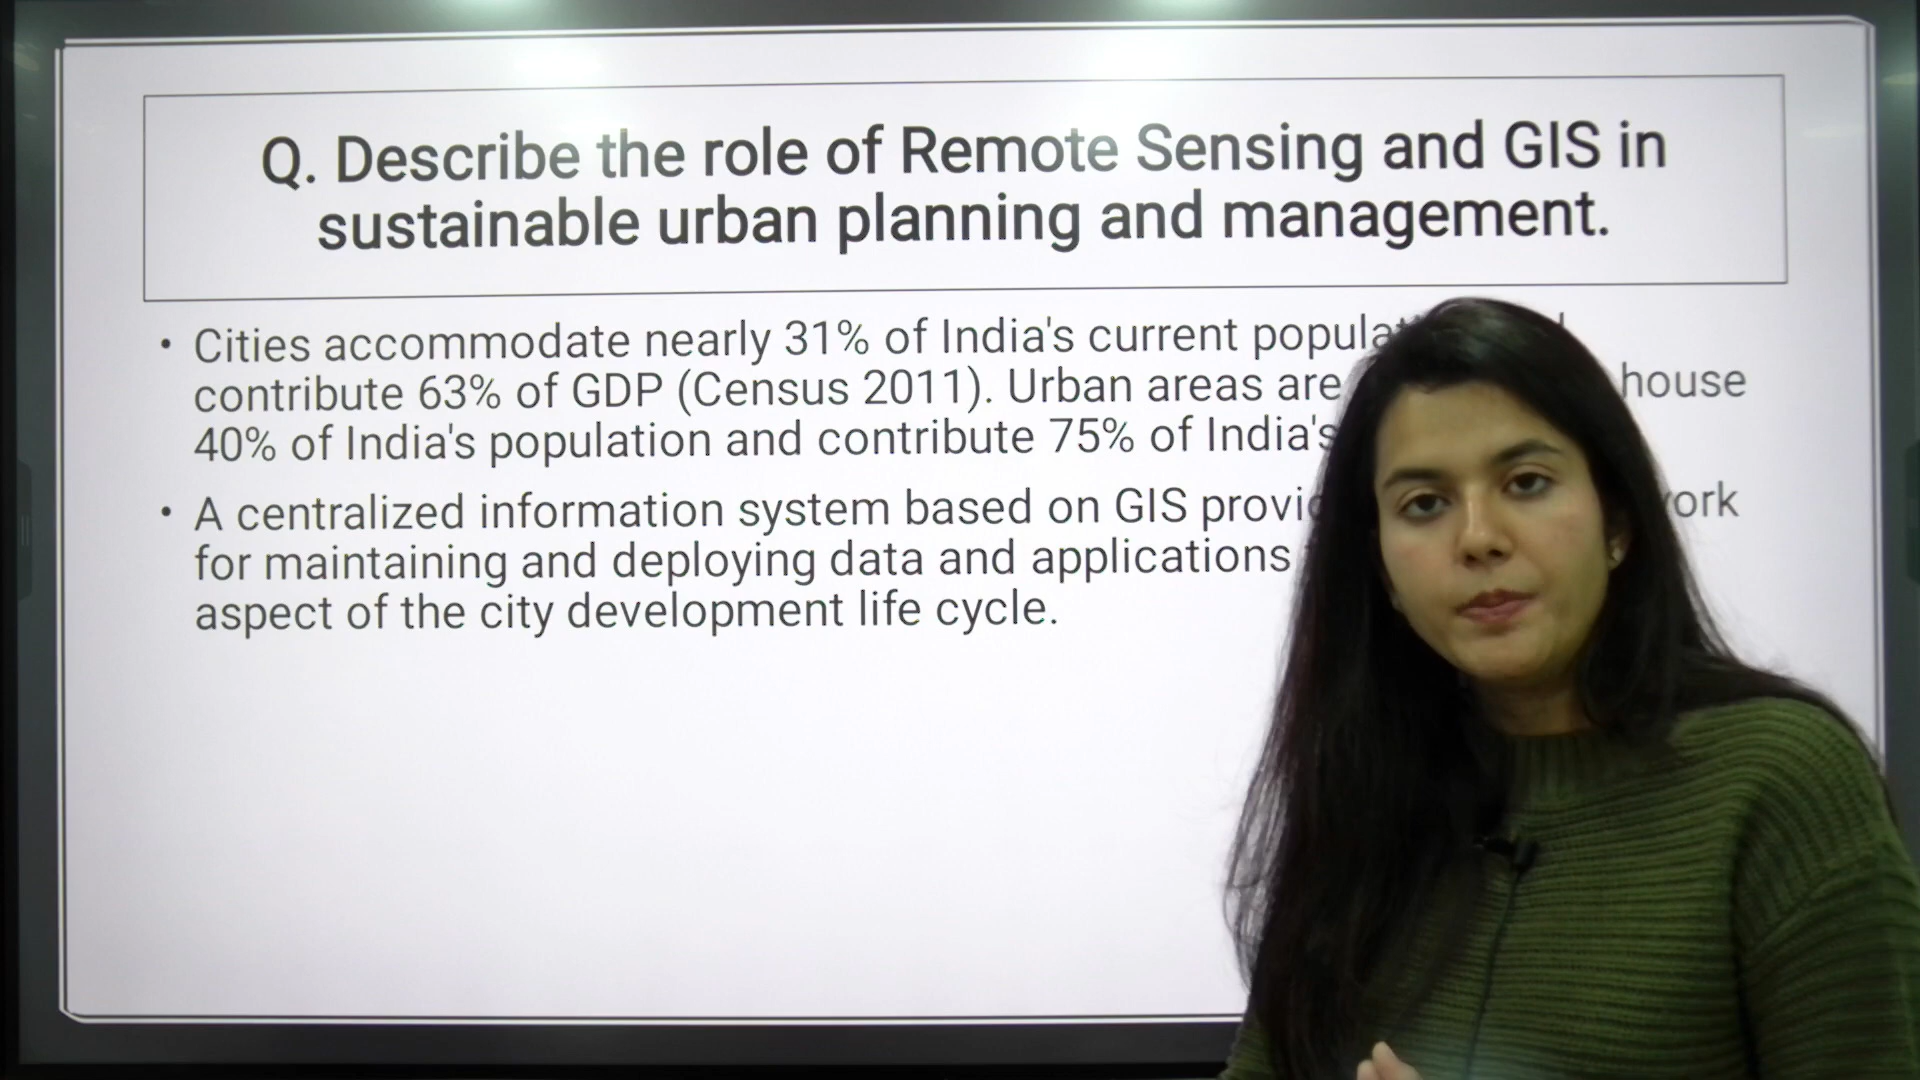 Q. Describe the role of Remote Sensing and GIS in
sustainable urban planning and management.
• Cities accommodate nearly 31% of India's current
contribute 63% of GDP (Census 2011). Urban areas are house
40% of India's population and contribute 75% of India's
• A centralized information system based on GIS
for maintaining and deploying data and applications
aspect of the city development life cycle.